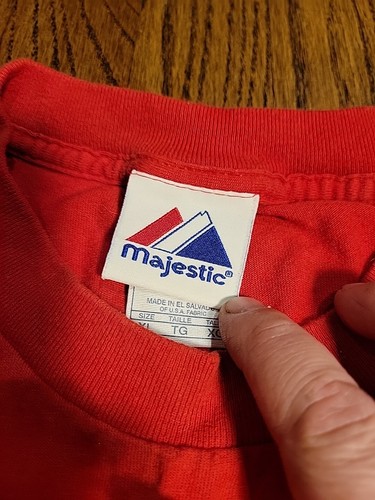 majestic®
MADE IN EL SALVADOR
OF U.S.A. FABRIC
SIZE TAILLE
XL TG